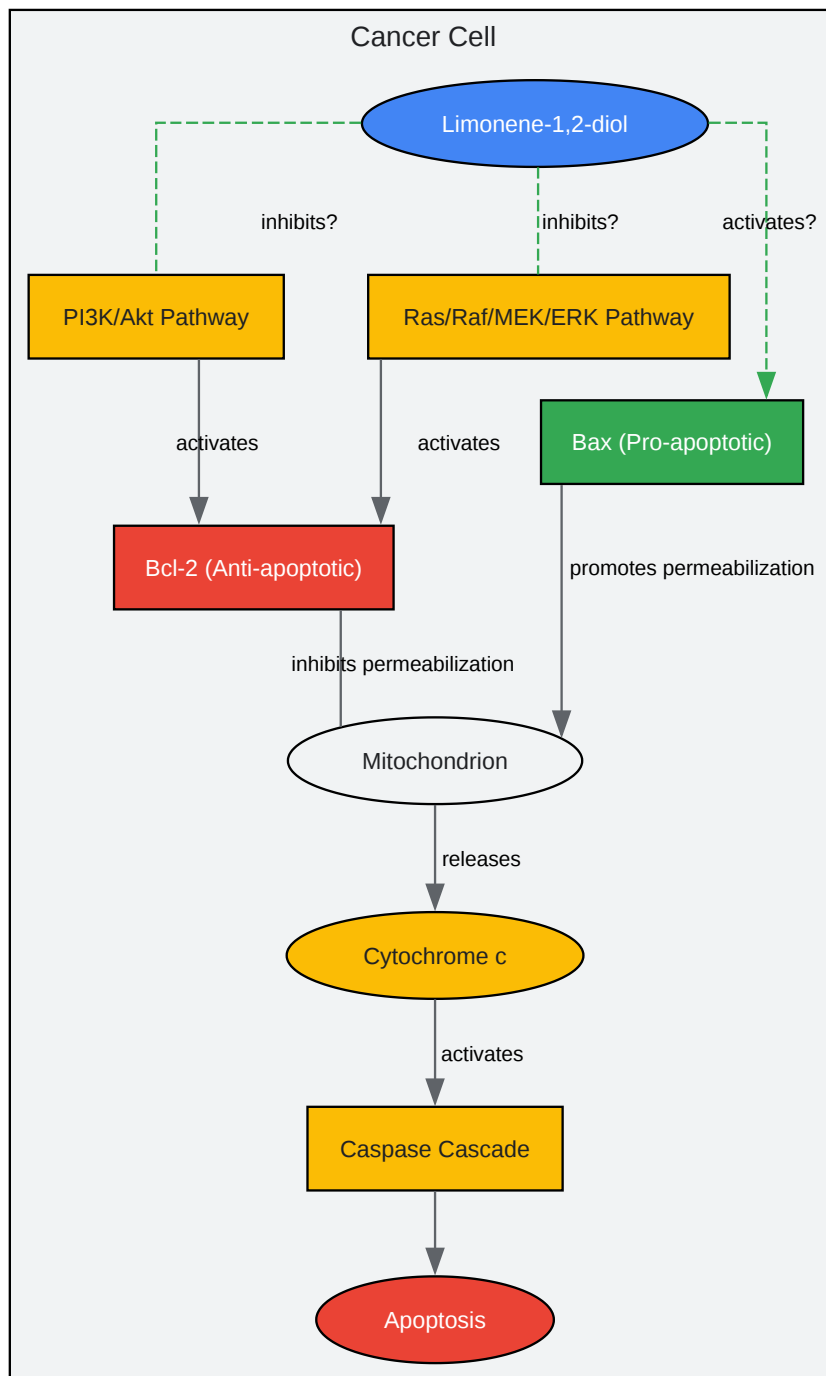 Cancer Cell
Limonene-1,2-diol
inhibits?
inhibits?
activates?
PI3K/Akt Pathway
Ras/Raf/MEK/ERK Pathway
Bax (Pro-apoptotic)
activates
activates
Bcl-2 (Anti-apoptotic)
promotes permeabilization
inhibits permeabilization
Mitochondrion
releases
Cytochrome c
activates
Caspase Cascade
Apoptosis